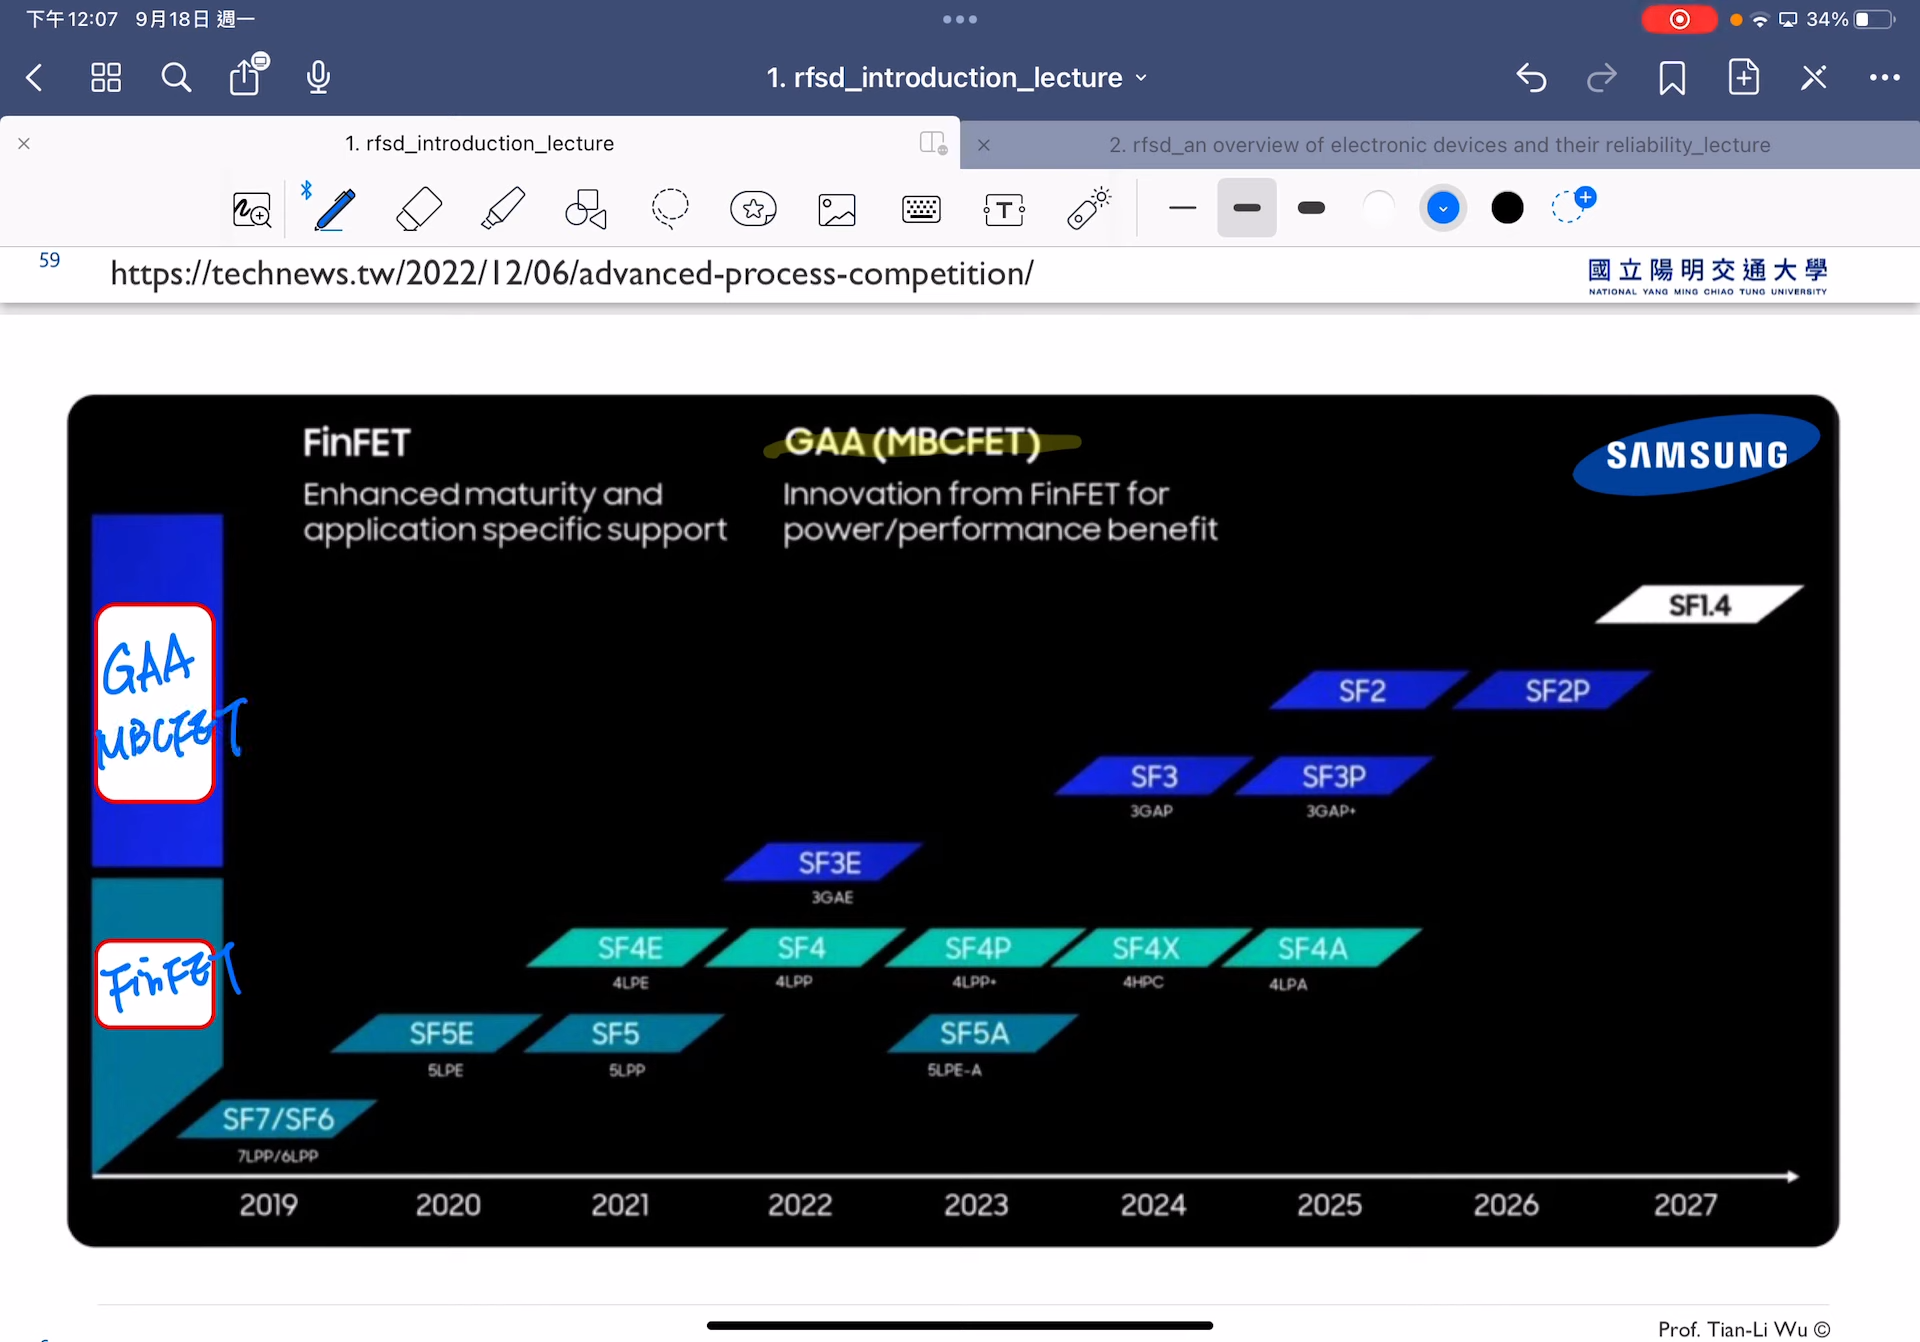 下午12:07 9月18日 週一
34%
1. rfsd_introduction_lecture
1. rfsd_introduction_lecture
2. rfsd_an overview of electronic devices and their reliability_lecture
59
https://technews.tw/2022/12/06/advanced-process-competition/
國立陽明交通大學
NATIONAL YANG MING CHIAO TUNG UNIVERSITY
FinFET
Enhanced maturity and
application specific support
GAA (MBCFET)
Innovation from FinFET for
power/performance benefit
SAMSUNG
SF1.4
GAA
MBCFET
SF2 SF2P
SF3 SF3P
3GAP 3GAP+
SF3E
3GAE
SF4E SF4 SF4P SF4X SF4A
4LPE 4LPP 4LPP+ 4HPC 4LPA
FinFET
SF5E SF5 SF5A
5LPE 5LPP 5LPE-A
SF7/SF6
7LPP/6LPP
2019 2020 2021 2022 2023 2024 2025 2026 2027
Prof. Tian-Li Wu ©